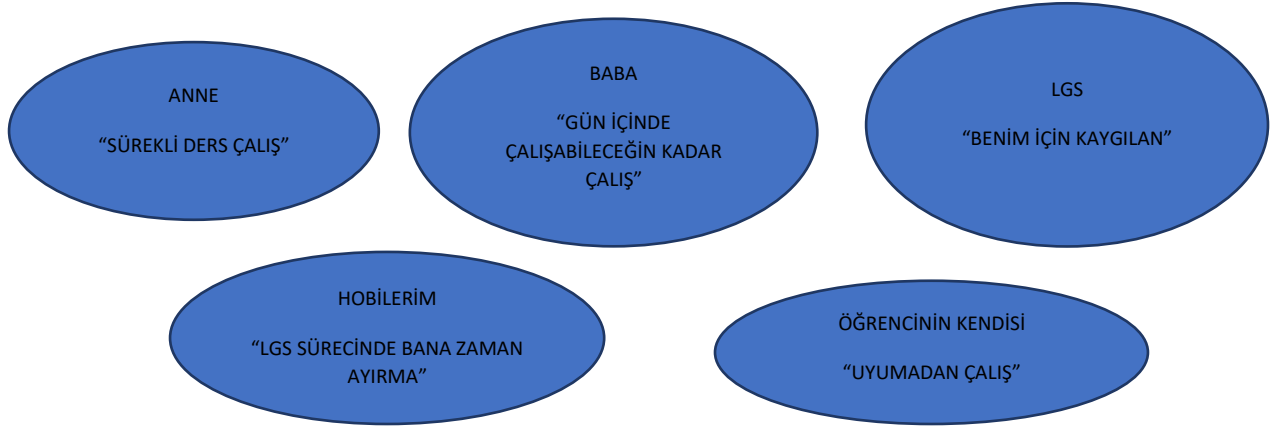 ANNE
“SÜREKLİ DERS ÇALIŞ”
BABA
“GÜN İÇİNDE
ÇALIŞABİLECEĞİN KADAR
ÇALIŞ”
LGS
“BENİM İÇİN KAYGILAN”
HOBİLERİM
“LGS SÜRECİNDE BANA ZAMAN
AYIRMA”
ÖĞRENCİNİN KENDİSİ
“UYUMADAN ÇALIŞ”